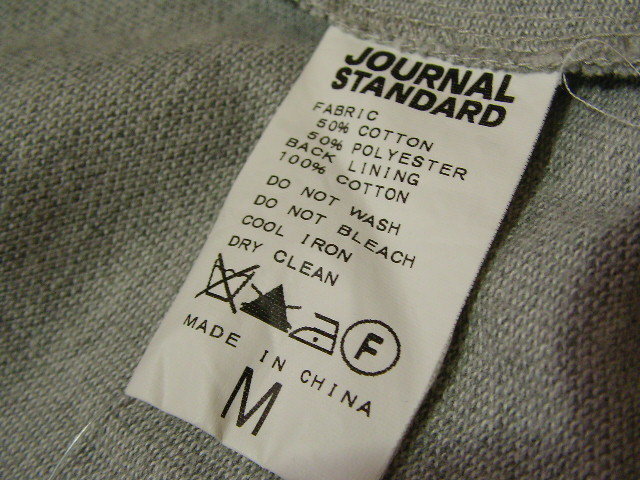 JOURNAL
STANDARD
FABRIC
50% COTTON
50% POLYESTER
BACK LINING
100% COTTON
DO NOT WASH
DO NOT BLEACH
COOL IRON
DRY CLEAN
F
MADE IN CHINA
M